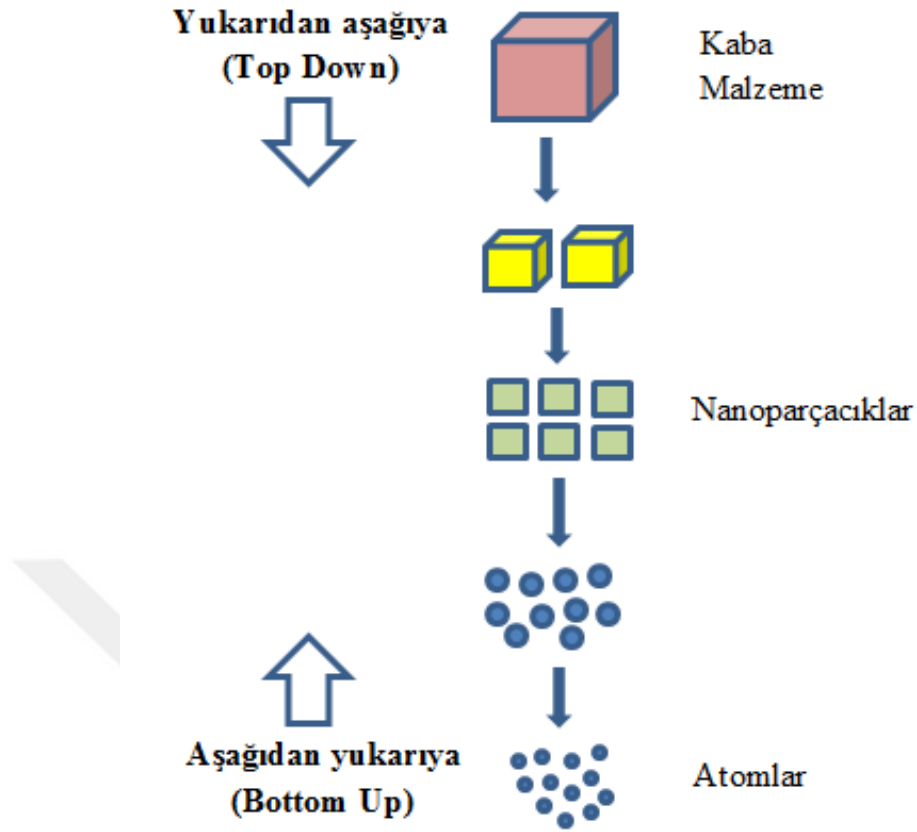 Yukarıdan aşağıya
(Top Down)
Kaba
Malzeme
Nanoparçacıklar
Aşağıdan yukarıya
(Bottom Up)
Atomlar